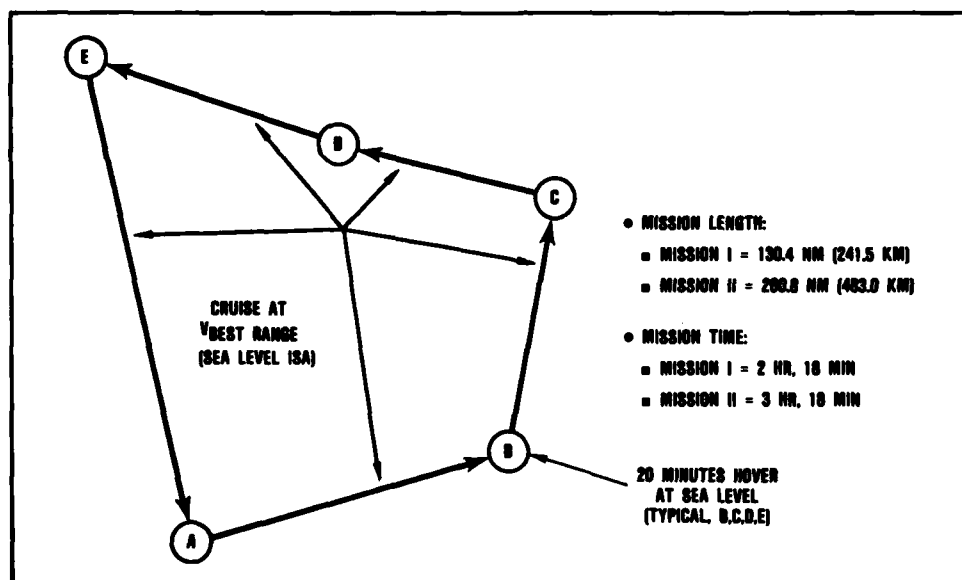 E
D
C
CRUISE AT
VBEST RANGE
(SEA LEVEL ISA)
B
A
• MISSION LENGTH:
▪ MISSION I = 130.4 NM (241.5 KM)
▪ MISSION II = 260.8 NM (483.0 KM)
• MISSION TIME:
▪ MISSION I = 2 HR, 18 MIN
▪ MISSION II = 3 HR, 18 MIN
20 MINUTES HOVER
AT SEA LEVEL
(TYPICAL, B,C,D,E)